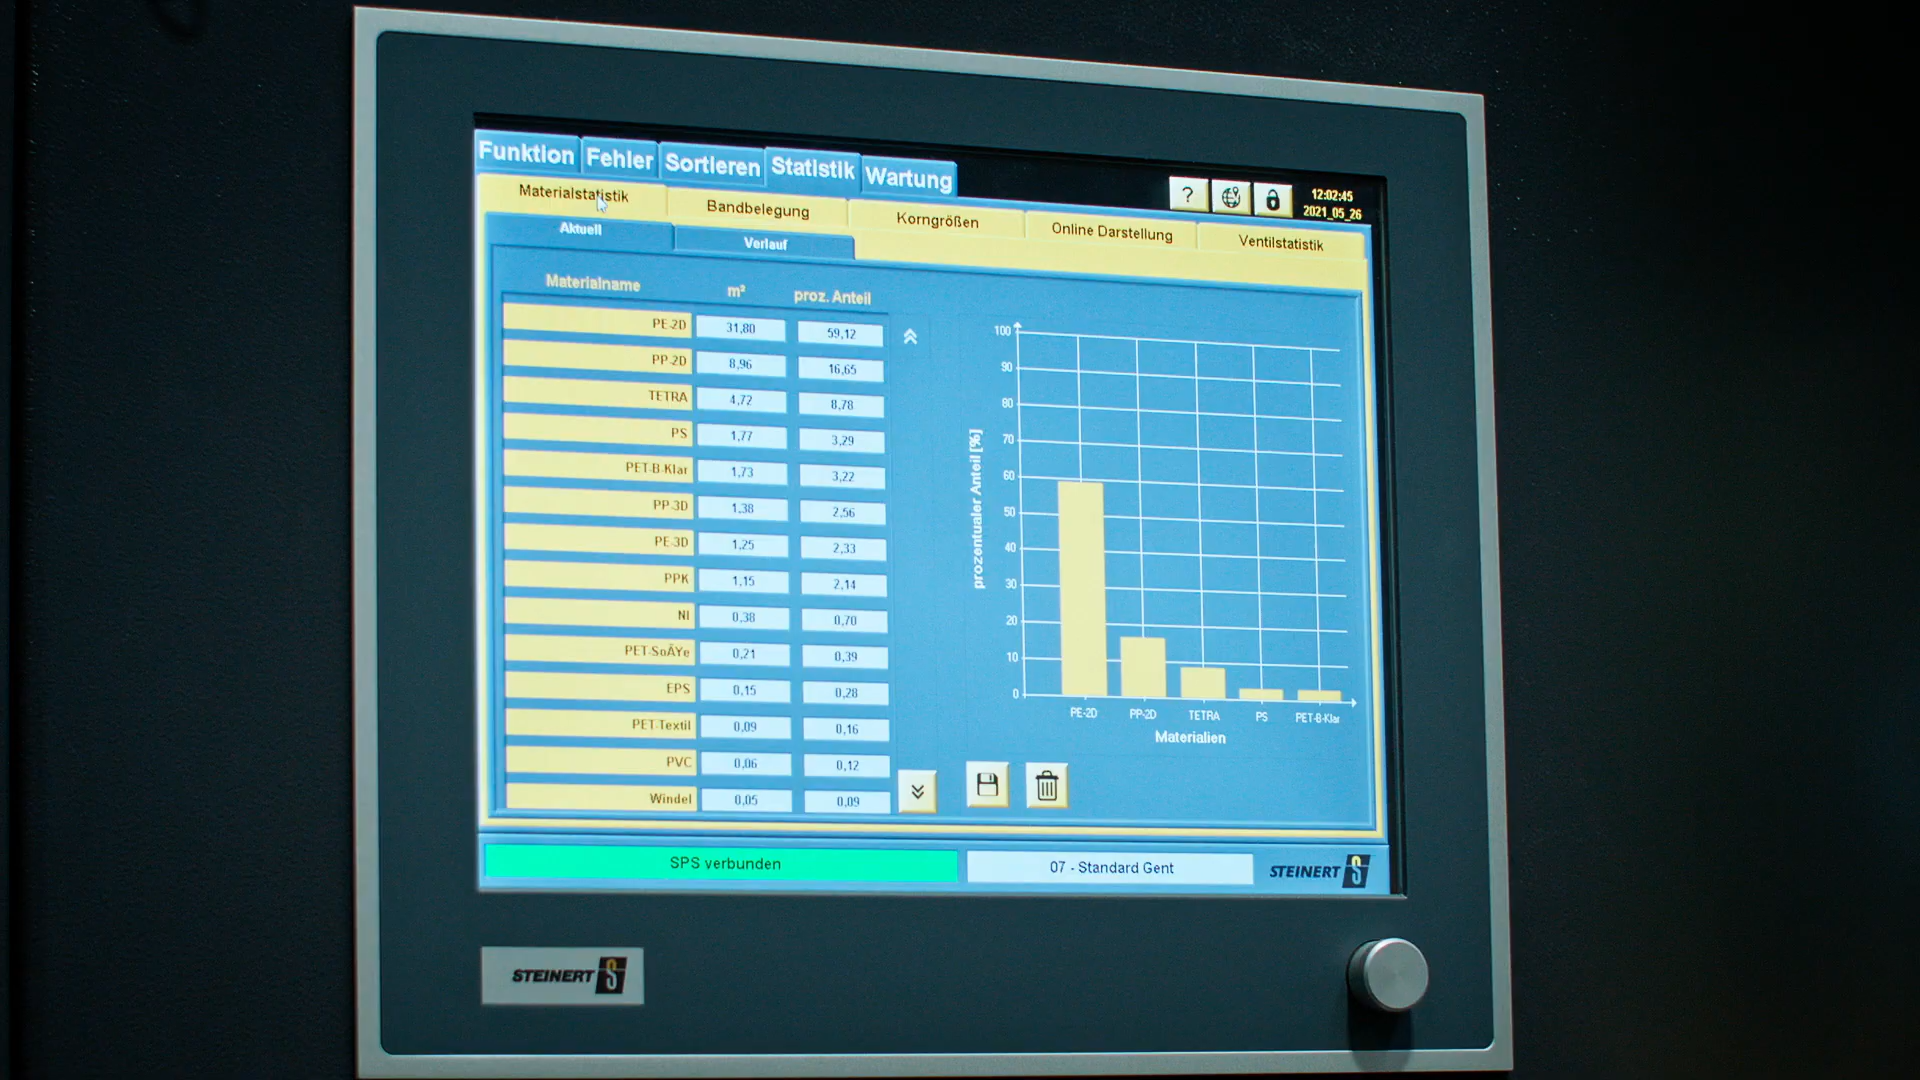 Funktion Fehler Sortieren Statistik Wartung
? 12:02:45
2021_05_26
Materialstatistik Bandbelegung Korngrößen Online Darstellung Ventilstatistik
Aktuell Verlauf
Materialname m² proz. Anteil
PE-2D 31,80 59,12
PP-2D 8,96 16,65
TETRA 4,72 8,78
PS 1,77 3,29
PET-B-Klar 1,73 3,22
PP-3D 1,38 2,56
PE-3D 1,25 2,33
PPK 1,15 2,14
NI 0,38 0,70
PET-SoÃŸe 0,21 0,39
EPS 0,15 0,28
PET-Textil 0,09 0,16
PVC 0,06 0,12
Windel 0,05 0,09
prozentualer Anteil [%]
100
90
80
70
60
50
40
30
20
10
0
PE-2D PP-2D TETRA PS PET-B-Klar
Materialien
SPS verbunden 07 - Standard Gent STEINERT S
STEINERT S